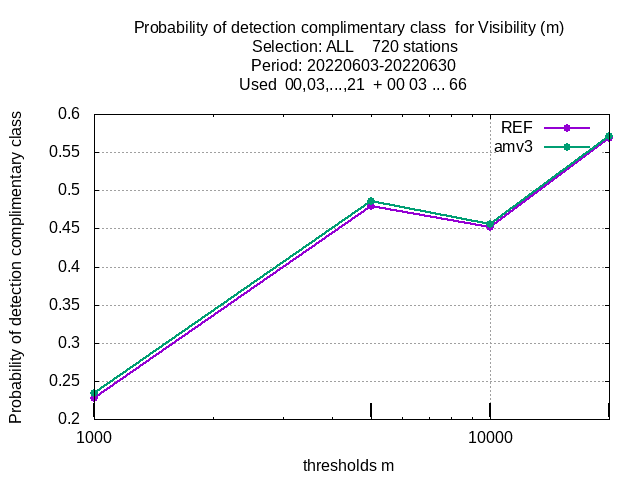 Probability of detection complimentary class  for Visibility (m)
Selection: ALL    720 stations
Period: 20220603-20220630
Used  00,03,...,21  + 00 03 ... 66
Probability of detection complimentary class
0.6
0.55
0.5
0.45
0.4
0.35
0.3
0.25
0.2
REF
amv3
1000
10000
thresholds m